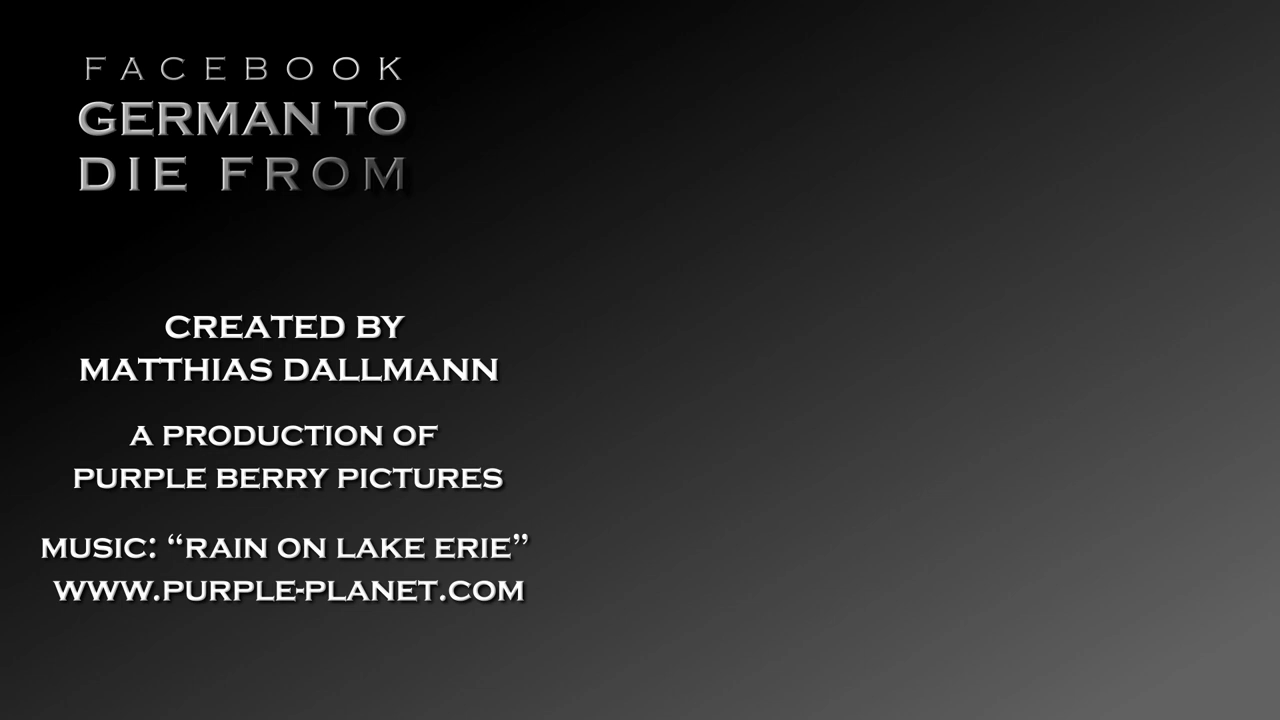 FACEBOOK
GERMAN TO
DIE FROM
CREATED BY
MATTHIAS DALLMANN
A PRODUCTION OF
PURPLE BERRY PICTURES
MUSIC: “RAIN ON LAKE ERIE”
WWW.PURPLE-PLANET.COM